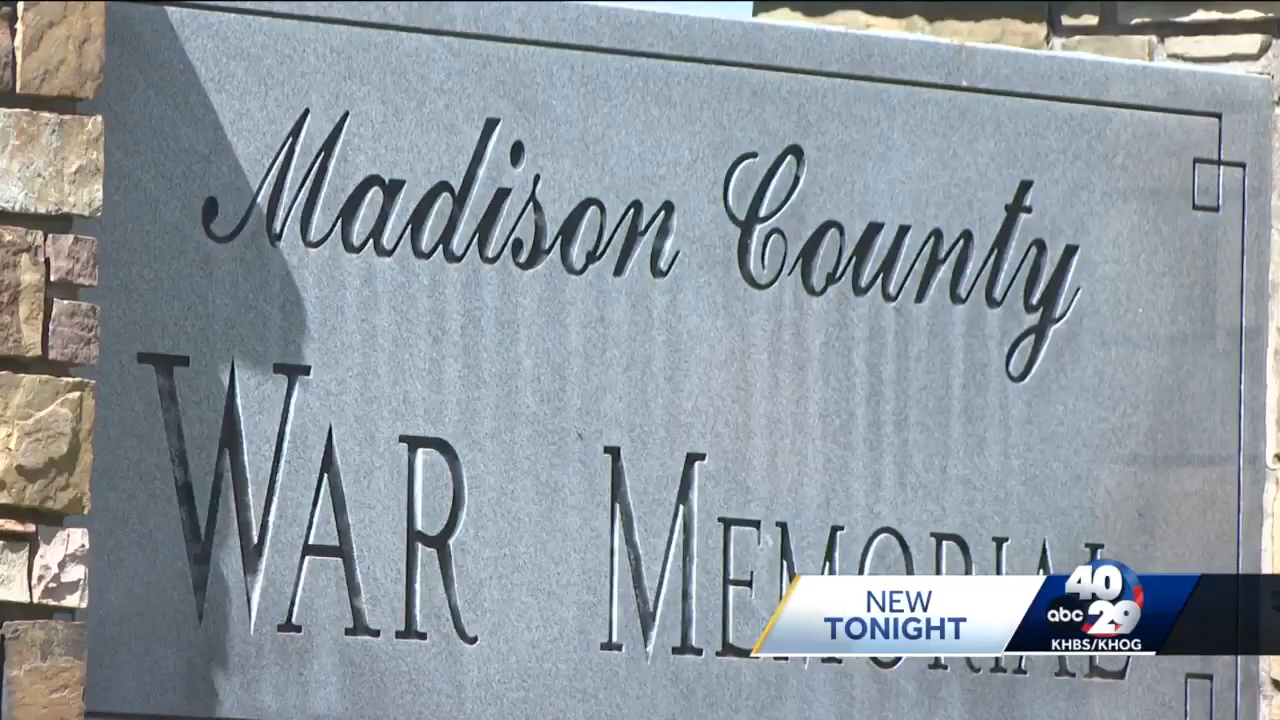 Madison County
WAR MEMORIAL
NEW
TONIGHT
40
abc 29
KHBS/KHOG